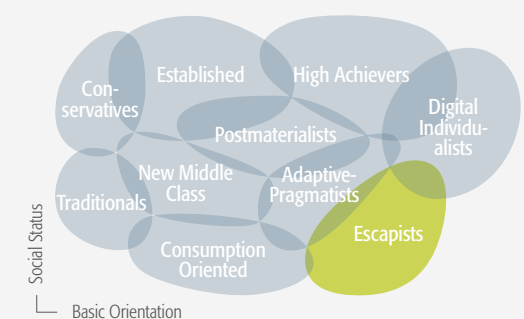 Established
High Achievers
Con-
servatives
Digital
Individu-
alists
Postmaterialists
New Middle
Class
Adaptive-
Pragmatists
Traditionals
Escapists
Consumption
Oriented
Social Status
Basic Orientation